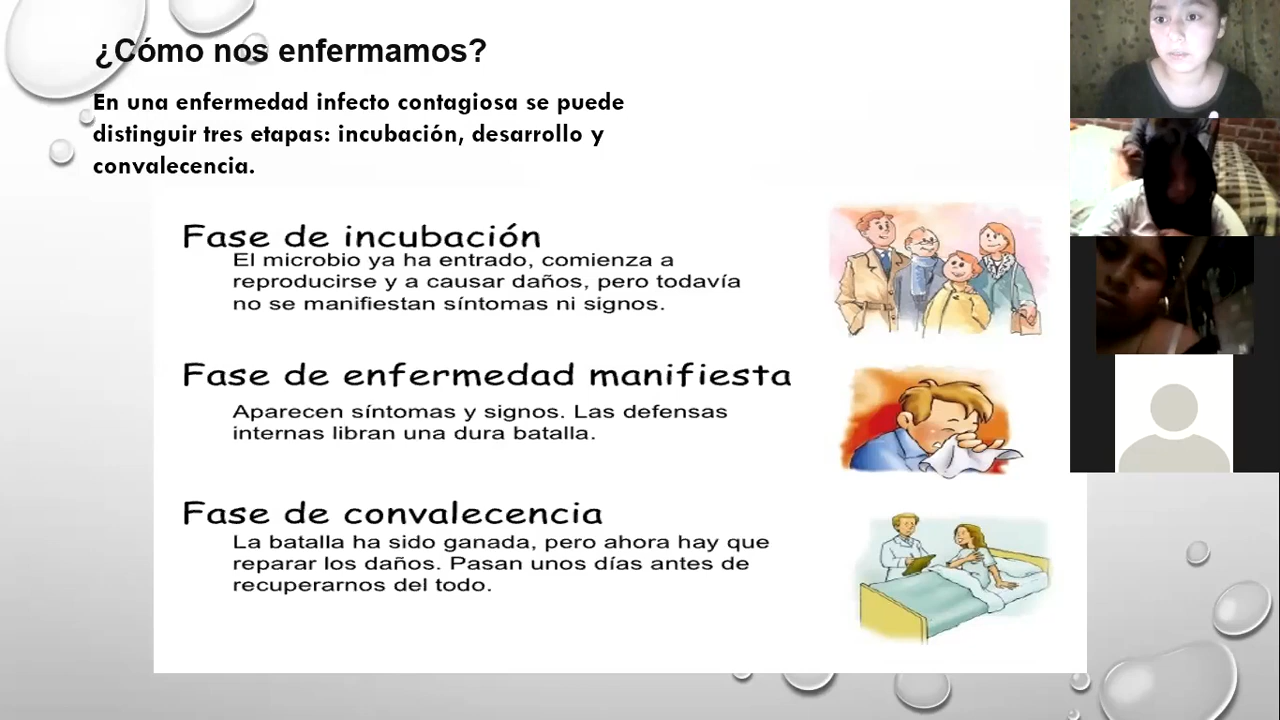 ¿Cómo nos enfermamos?
En una enfermedad infecto contagiosa se puede
distinguir tres etapas: incubación, desarrollo y
convalecencia.
Fase de incubación
El microbio ya ha entrado, comienza a
reproducirse y a causar daños, pero todavía
no se manifiestan síntomas ni signos.
Fase de enfermedad manifiesta
Aparecen síntomas y signos. Las defensas
internas libran una dura batalla.
Fase de convalecencia
La batalla ha sido ganada, pero ahora hay que
reparar los daños. Pasan unos días antes de
recuperarnos del todo.